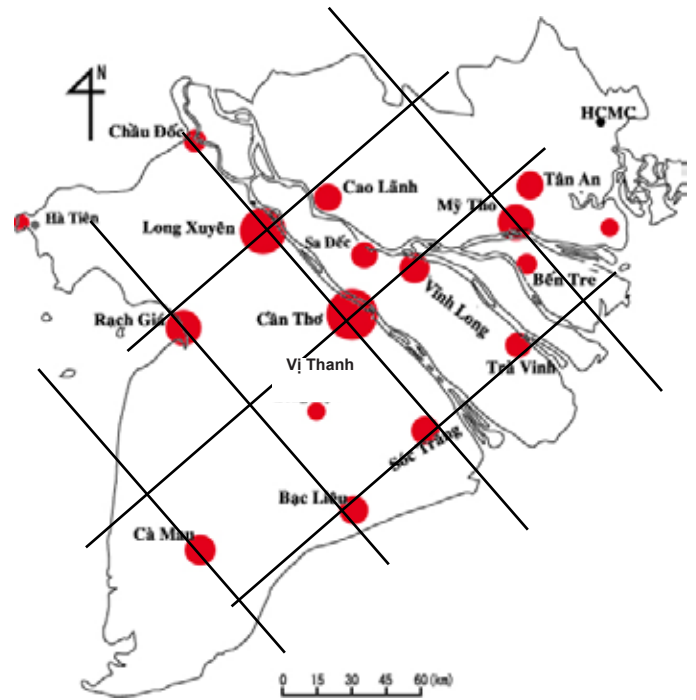 N
HCMC
Châu Đốc
Tân An
Cao Lãnh
Mỹ Tho
Hà Tiên
Long Xuyên
Sa Đéc
Bến Tre
Vĩnh Long
Rạch Giá
Cần Thơ
Vị Thanh
Trà Vinh
Sóc Trăng
Bạc Liêu
Cà Mau
0 15 30 60 (km)